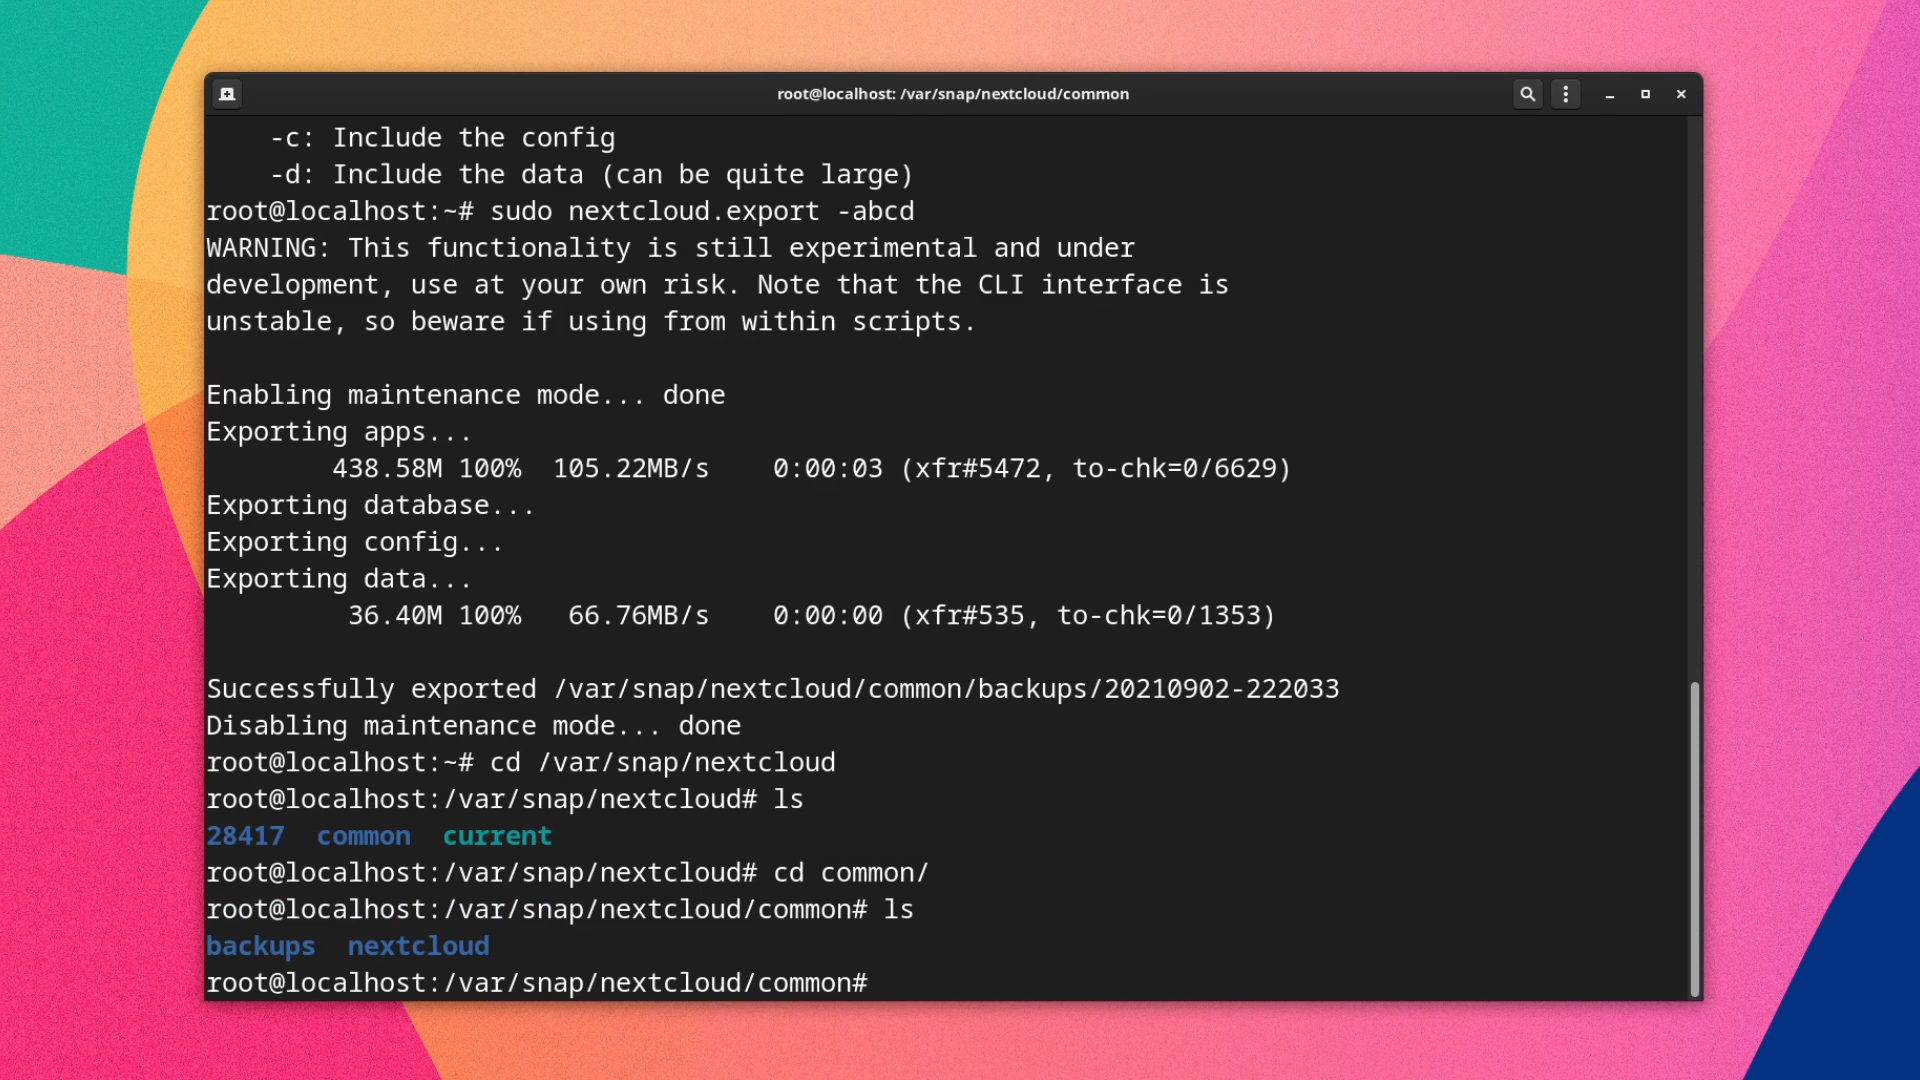 root@localhost: /var/snap/nextcloud/common
-c: Include the config
-d: Include the data (can be quite large)
root@localhost:~# sudo nextcloud.export -abcd
WARNING: This functionality is still experimental and under
development, use at your own risk. Note that the CLI interface is
unstable, so beware if using from within scripts.
Enabling maintenance mode... done
Exporting apps...
438.58M 100%  105.22MB/s    0:00:03 (xfr#5472, to-chk=0/6629)
Exporting database...
Exporting config...
Exporting data...
36.40M 100%   66.76MB/s    0:00:00 (xfr#535, to-chk=0/1353)
Successfully exported /var/snap/nextcloud/common/backups/20210902-222033
Disabling maintenance mode... done
root@localhost:~# cd /var/snap/nextcloud
root@localhost:/var/snap/nextcloud# ls
28417  common  current
root@localhost:/var/snap/nextcloud# cd common/
root@localhost:/var/snap/nextcloud/common# ls
backups  nextcloud
root@localhost:/var/snap/nextcloud/common#